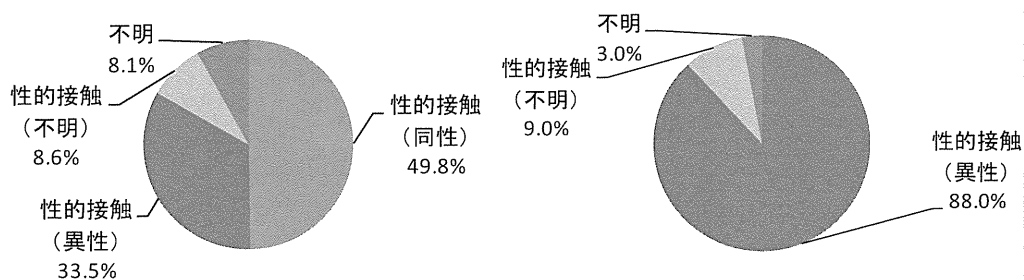 不明
8.1%
性的接触
（不明）
8.6%
性的接触
（異性）
33.5%
性的接触
（同性）
49.8%
不明
3.0%
性的接触
（不明）
9.0%
性的接触
（異性）
88.0%